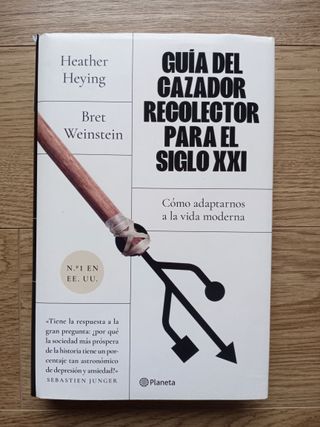 Heather
Heying
Bret
Weinstein
GUÍA DEL
CAZADOR
RECOLECTOR
PARA EL
SIGLO XXI
Cómo adaptarnos
a la vida moderna
N.º 1 EN
EE. UU.
«Tiene la respuesta a la
gran pregunta: ¿por qué
la sociedad más próspera
de la historia tiene un por-
centaje tan astronómico
de depresión y ansiedad?»
SEBASTIEN JUNGER
Planeta